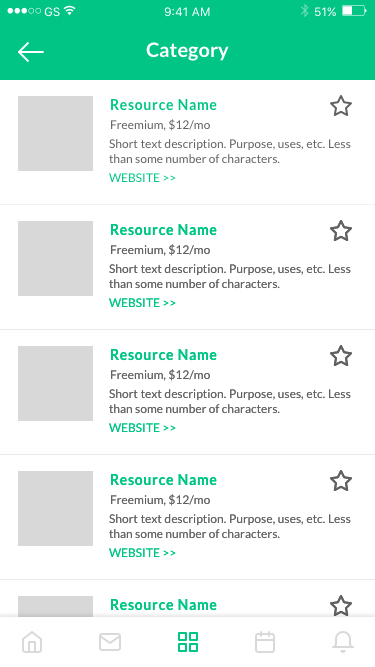 GS 9:41 AM 51%
Category
Resource Name
Freemium, $12/mo
Short text description. Purpose, uses, etc. Less
than some number of characters.
WEBSITE >>
Resource Name
Freemium, $12/mo
Short text description. Purpose, uses, etc. Less
than some number of characters.
WEBSITE >>
Resource Name
Freemium, $12/mo
Short text description. Purpose, uses, etc. Less
than some number of characters.
WEBSITE >>
Resource Name
Freemium, $12/mo
Short text description. Purpose, uses, etc. Less
than some number of characters.
WEBSITE >>
Resource Name